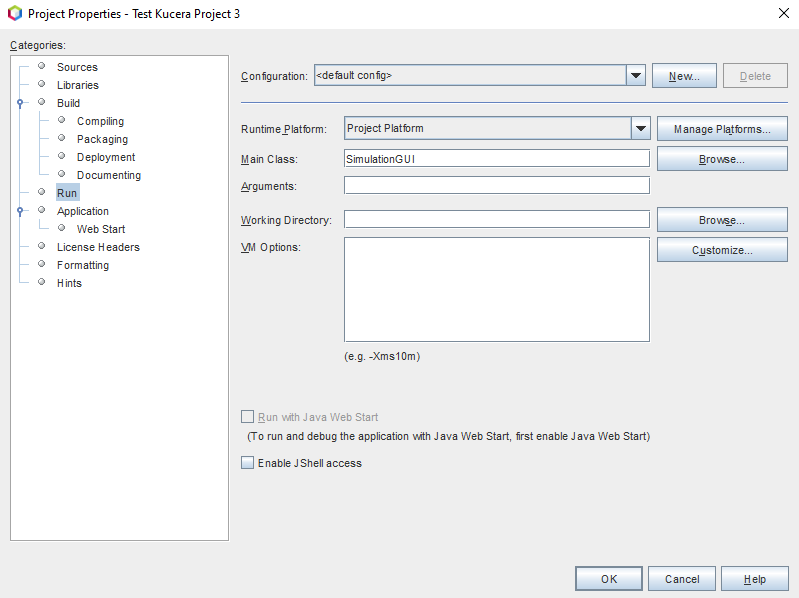 Project Properties - Test Kucera Project 3
Categories:
Sources
Libraries
Build
Compiling
Packaging
Deployment
Documenting
Run
Application
Web Start
License Headers
Formatting
Hints
Configuration: <default config> New... Delete
Runtime Platform: Project Platform Manage Platforms...
Main Class: SimulationGUI Browse...
Arguments:
Working Directory: Browse...
VM Options: Customize...
(e.g. -Xms10m)
Run with Java Web Start
(To run and debug the application with Java Web Start, first enable Java Web Start)
Enable JShell access
OK Cancel Help